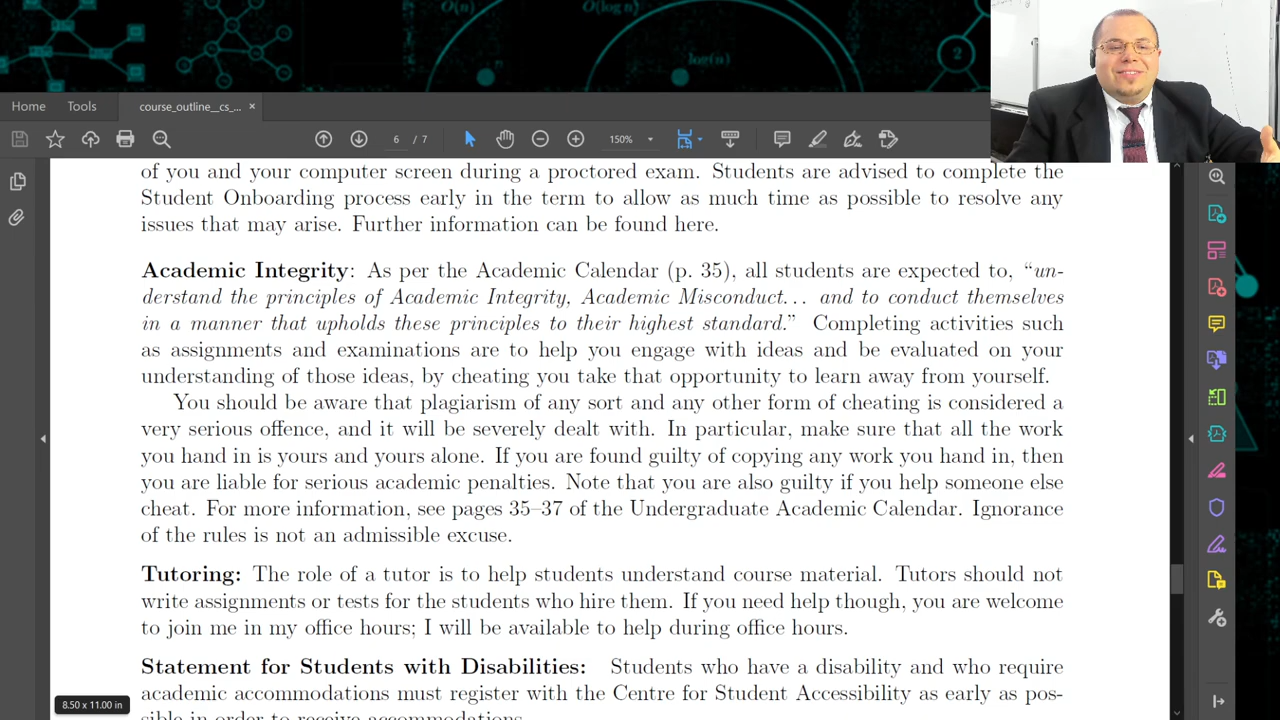 O(n)
O(log n)
log(n)
2
Home
Tools
course_outline__cs_...
×
6 / 7
150%
of you and your computer screen during a proctored exam. Students are advised to complete the
Student Onboarding process early in the term to allow as much time as possible to resolve any
issues that may arise. Further information can be found here.
Academic Integrity: As per the Academic Calendar (p. 35), all students are expected to, “un-
derstand the principles of Academic Integrity, Academic Misconduct... and to conduct themselves
in a manner that upholds these principles to their highest standard.” Completing activities such
as assignments and examinations are to help you engage with ideas and be evaluated on your
understanding of those ideas, by cheating you take that opportunity to learn away from yourself.
You should be aware that plagiarism of any sort and any other form of cheating is considered a
very serious offence, and it will be severely dealt with. In particular, make sure that all the work
you hand in is yours and yours alone. If you are found guilty of copying any work you hand in, then
you are liable for serious academic penalties. Note that you are also guilty if you help someone else
cheat. For more information, see pages 35–37 of the Undergraduate Academic Calendar. Ignorance
of the rules is not an admissible excuse.
Tutoring: The role of a tutor is to help students understand course material. Tutors should not
write assignments or tests for the students who hire them. If you need help though, you are welcome
to join me in my office hours; I will be available to help during office hours.
Statement for Students with Disabilities: Students who have a disability and who require
academic accommodations must register with the Centre for Student Accessibility as early as pos-
sible in order to receive accommodations.
8.50 x 11.00 in